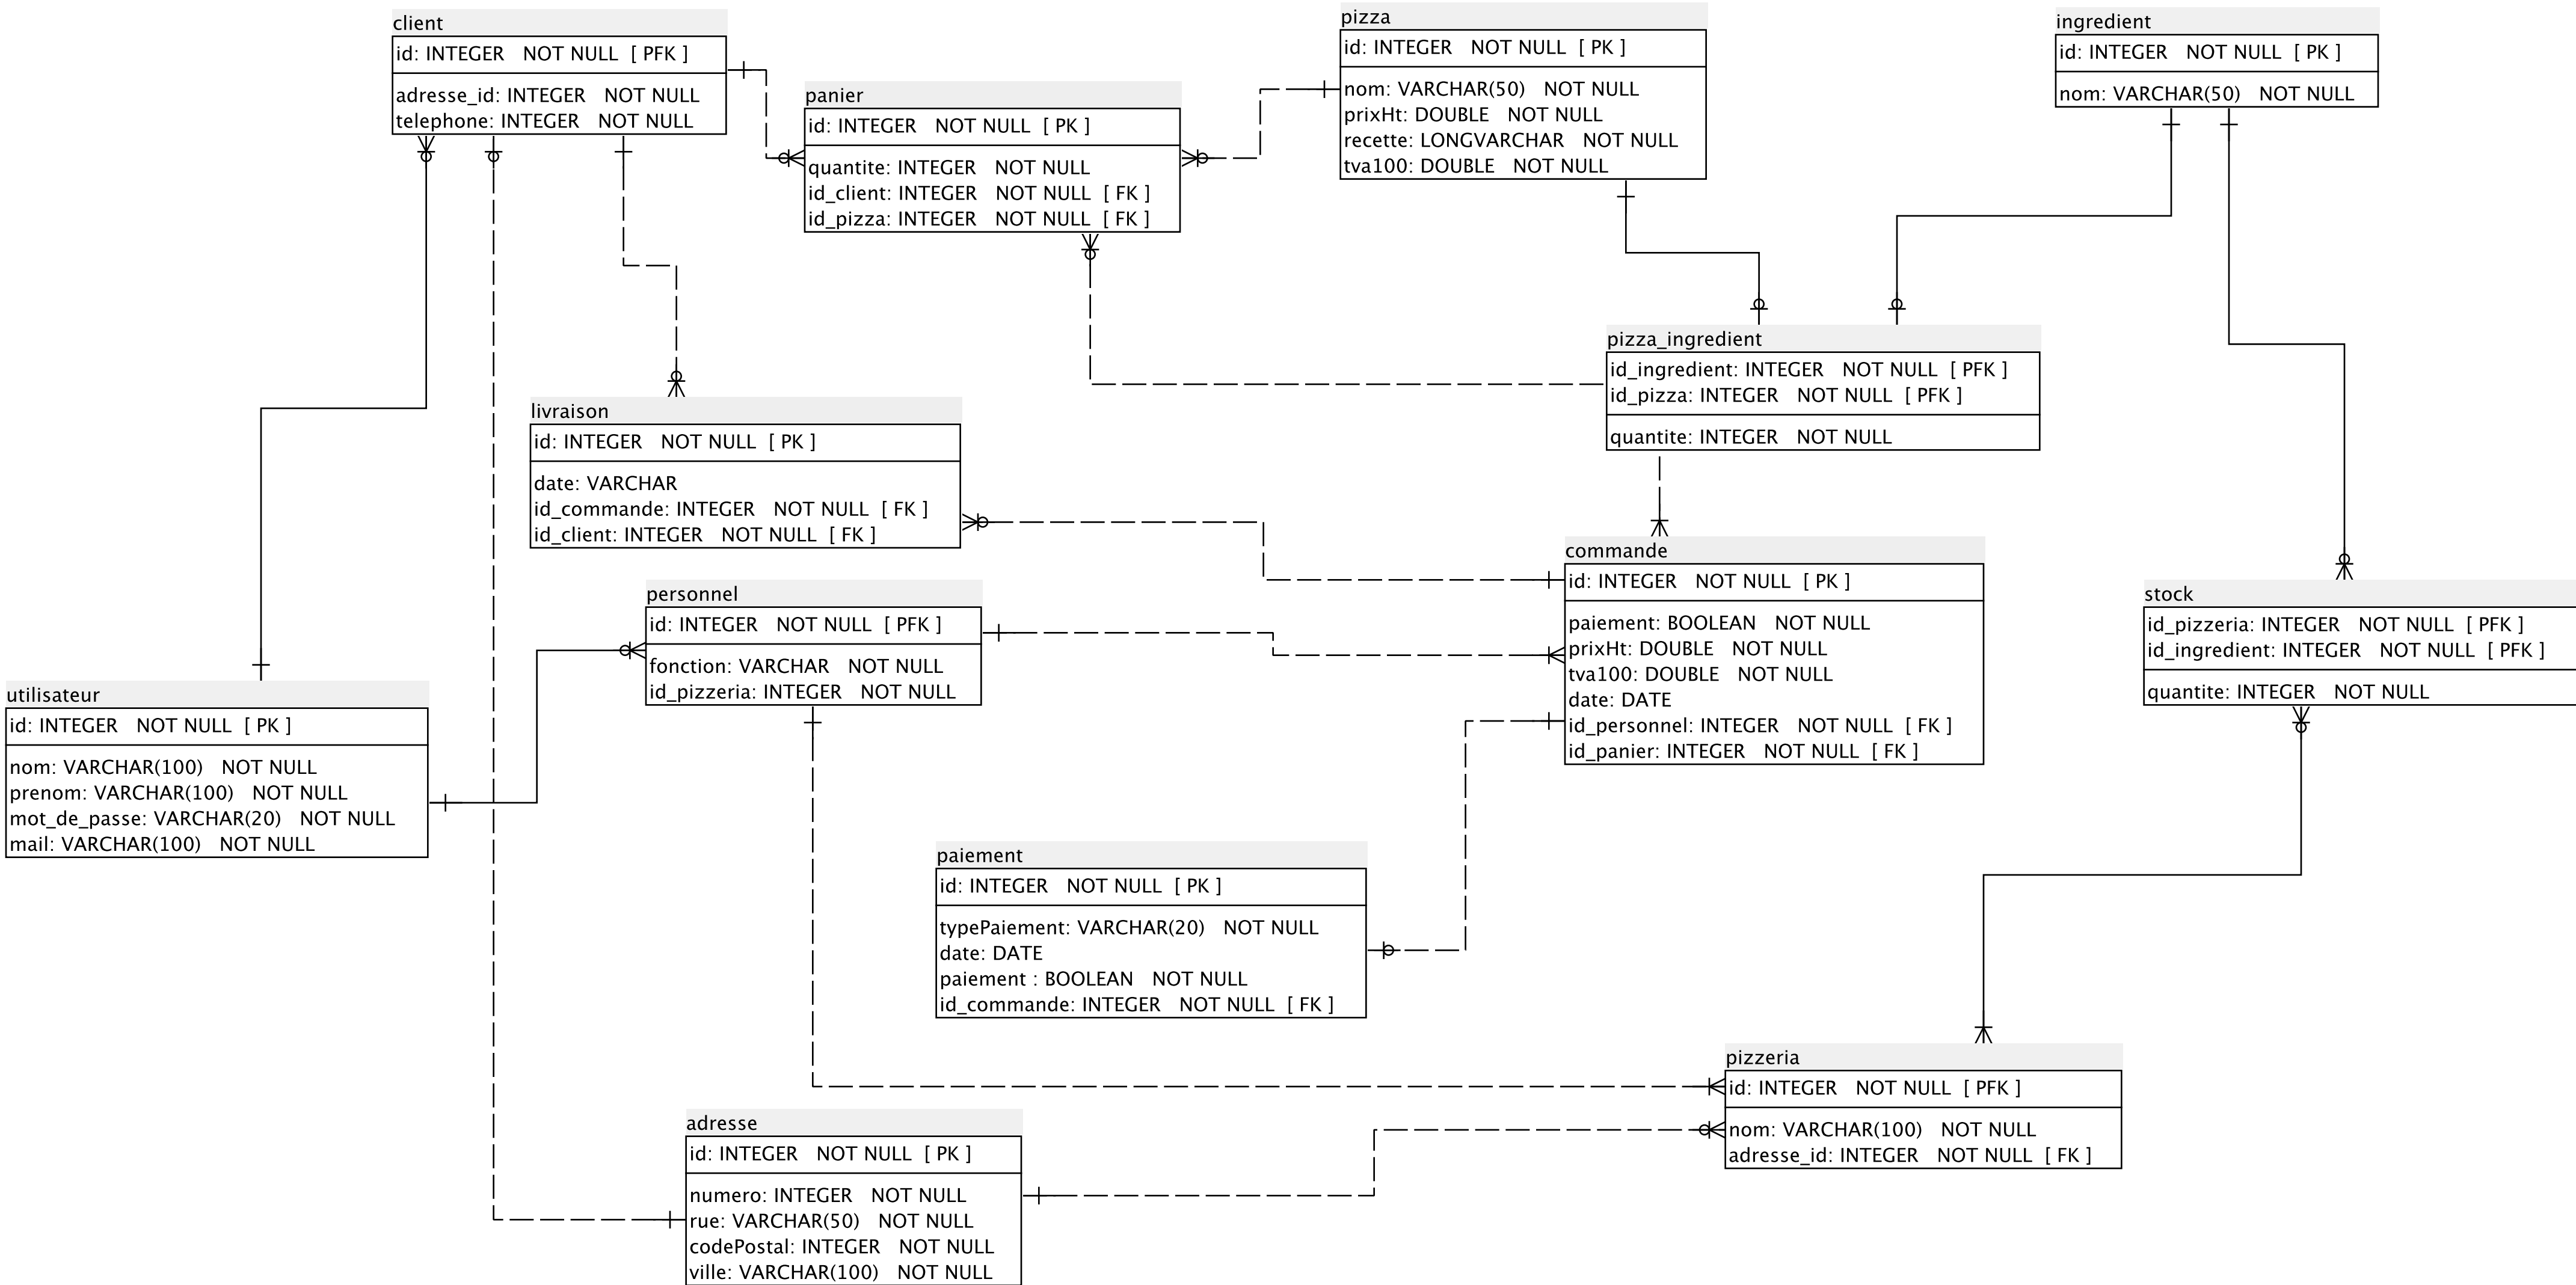 client
id: INTEGER NOT NULL [ PFK ]
adresse_id: INTEGER NOT NULL
telephone: INTEGER NOT NULL
panier
id: INTEGER NOT NULL [ PK ]
quantite: INTEGER NOT NULL
id_client: INTEGER NOT NULL [ FK ]
id_pizza: INTEGER NOT NULL [ FK ]
pizza
id: INTEGER NOT NULL [ PK ]
nom: VARCHAR(50) NOT NULL
prixHt: DOUBLE NOT NULL
recette: LONGVARCHAR NOT NULL
tva100: DOUBLE NOT NULL
ingredient
id: INTEGER NOT NULL [ PK ]
nom: VARCHAR(50) NOT NULL
pizza_ingredient
id_ingredient: INTEGER NOT NULL [ PFK ]
id_pizza: INTEGER NOT NULL [ PFK ]
quantite: INTEGER NOT NULL
livraison
id: INTEGER NOT NULL [ PK ]
date: VARCHAR
id_commande: INTEGER NOT NULL [ FK ]
id_client: INTEGER NOT NULL [ FK ]
commande
id: INTEGER NOT NULL [ PK ]
paiement: BOOLEAN NOT NULL
prixHt: DOUBLE NOT NULL
tva100: DOUBLE NOT NULL
date: DATE
id_personnel: INTEGER NOT NULL [ FK ]
id_panier: INTEGER NOT NULL [ FK ]
personnel
id: INTEGER NOT NULL [ PFK ]
fonction: VARCHAR NOT NULL
id_pizzeria: INTEGER NOT NULL
stock
id_pizzeria: INTEGER NOT NULL [ PFK ]
id_ingredient: INTEGER NOT NULL [ PFK ]
quantite: INTEGER NOT NULL
utilisateur
id: INTEGER NOT NULL [ PK ]
nom: VARCHAR(100) NOT NULL
prenom: VARCHAR(100) NOT NULL
mot_de_passe: VARCHAR(20) NOT NULL
mail: VARCHAR(100) NOT NULL
paiement
id: INTEGER NOT NULL [ PK ]
typePaiement: VARCHAR(20) NOT NULL
date: DATE
paiement : BOOLEAN NOT NULL
id_commande: INTEGER NOT NULL [ FK ]
pizzeria
id: INTEGER NOT NULL [ PFK ]
nom: VARCHAR(100) NOT NULL
adresse_id: INTEGER NOT NULL [ FK ]
adresse
id: INTEGER NOT NULL [ PK ]
numero: INTEGER NOT NULL
rue: VARCHAR(50) NOT NULL
codePostal: INTEGER NOT NULL
ville: VARCHAR(100) NOT NULL